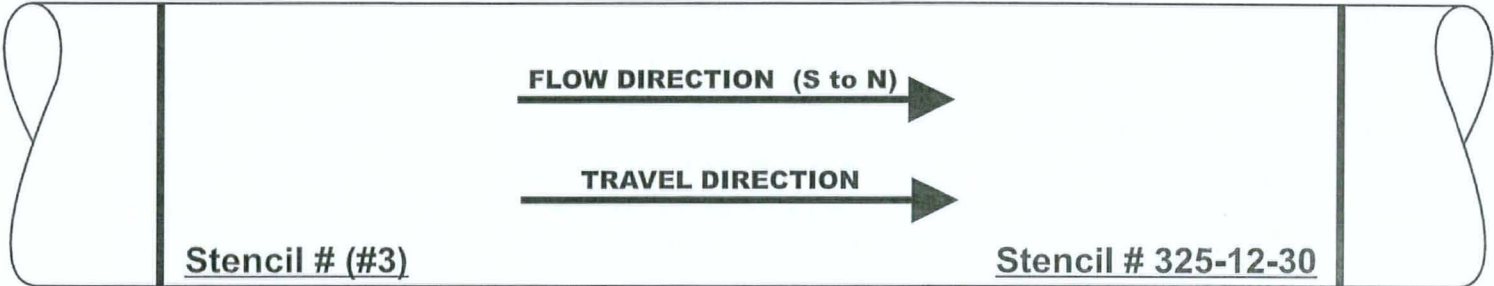 FLOW DIRECTION (S to N)
TRAVEL DIRECTION
Stencil # (#3)
Stencil # 325-12-30